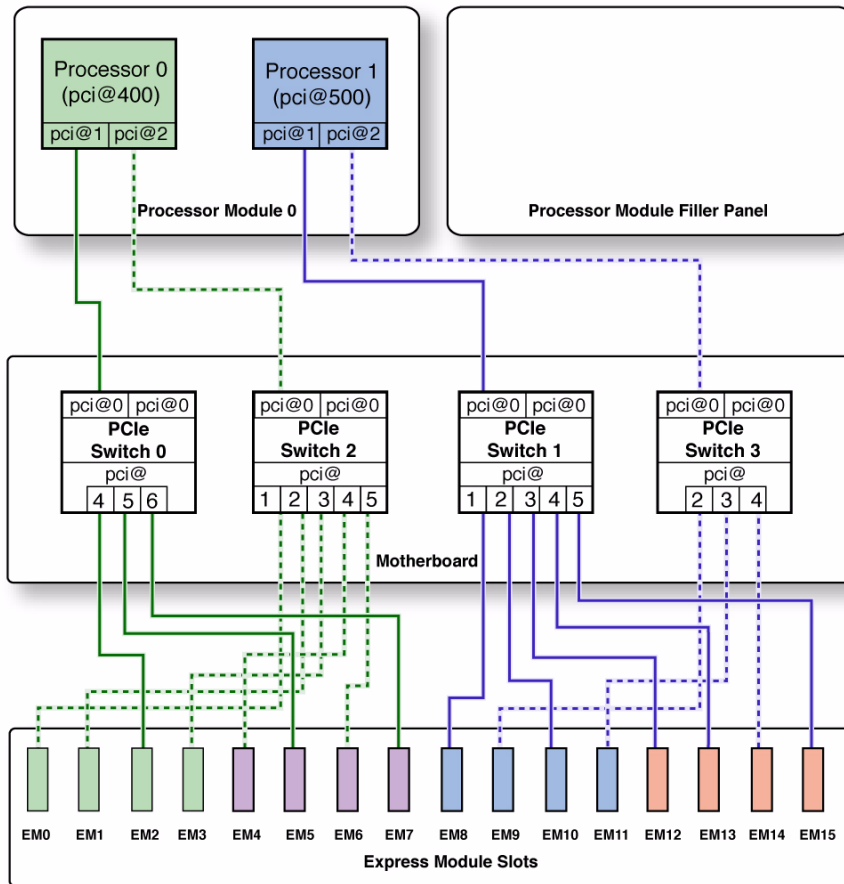 Processor 0
(pci@400)
pci@1 pci@2
Processor 1
(pci@500)
pci@1 pci@2
Processor Module 0
Processor Module Filler Panel
pci@0 pci@0
PCIe
Switch 0
pci@
4 5 6
pci@0 pci@0
PCIe
Switch 2
pci@
1 2 3 4 5
pci@0 pci@0
PCIe
Switch 1
pci@
1 2 3 4 5
pci@0 pci@0
PCIe
Switch 3
pci@
2 3 4
Motherboard
EM0 EM1 EM2 EM3 EM4 EM5 EM6 EM7 EM8 EM9 EM10 EM11 EM12 EM13 EM14 EM15
Express Module Slots